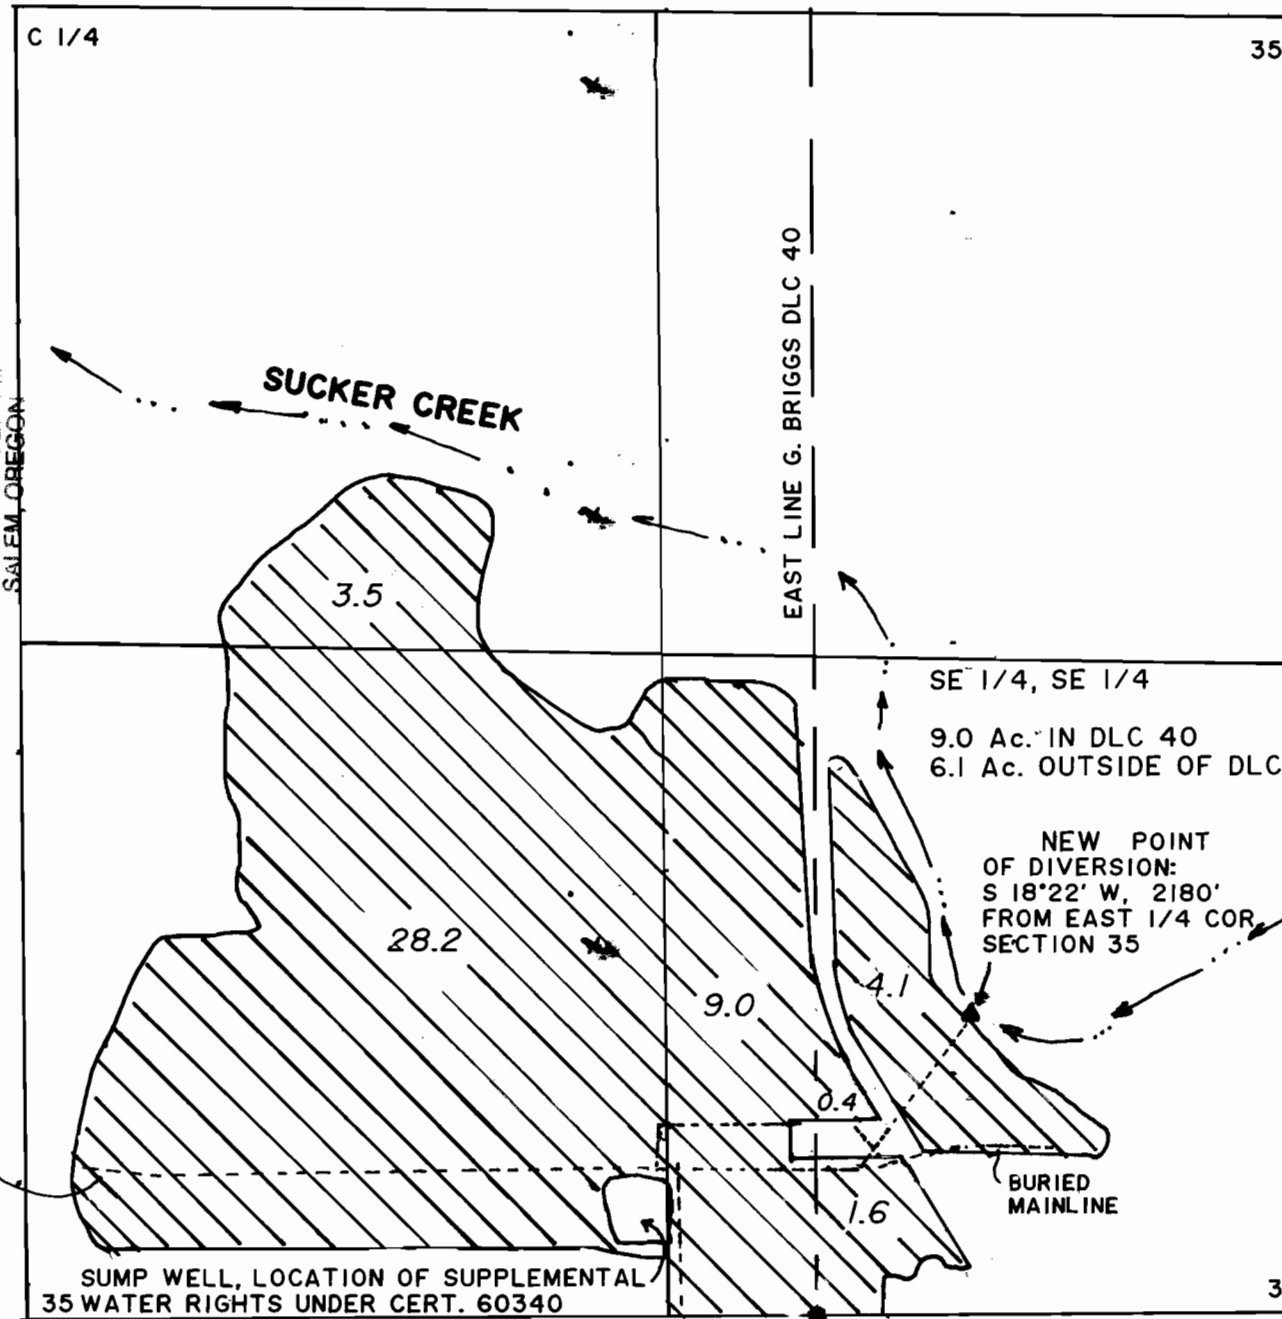 C 1/4
35
SALEM, OREGON
EAST LINE G. BRIGGS DLC 40
SUCKER CREEK
3.5
SE 1/4, SE 1/4
9.0 Ac. IN DLC 40
6.1 Ac. OUTSIDE OF DLC
NEW POINT
OF DIVERSION:
S 18°22' W, 2180'
FROM EAST 1/4 COR.
SECTION 35
28.2
9.0
4.1
0.4
BURIED
MAINLINE
1.6
SUMP WELL, LOCATION OF SUPPLEMENTAL
35 WATER RIGHTS UNDER CERT. 60340
3